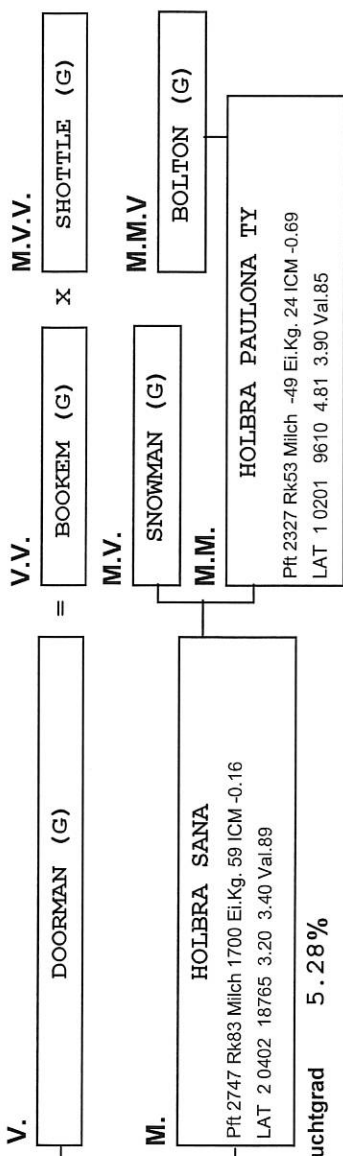 V.
DOORMAN (G)
=
V.V.
BOOKEM (G)
X
M.V.V.
SHOTTLE (G)
M.
HOLBRA SANA
Pft 2747 Rk83 Milch 1700 Ei.Kg. 59 ICM -0.16
LAT 2 0402 18765 3.20 3.40 Val.89
M.V.
SNOWMAN (G)
M.M.V
BOLTON (G)
M.M.
HOLBRA PAULONA TY
Pft 2327 Rk53 Milch -49 Ei.Kg. 24 ICM -0.69
LAT 1 0201 9610 4.81 3.90 Val.85
uchtgrad 5.28%